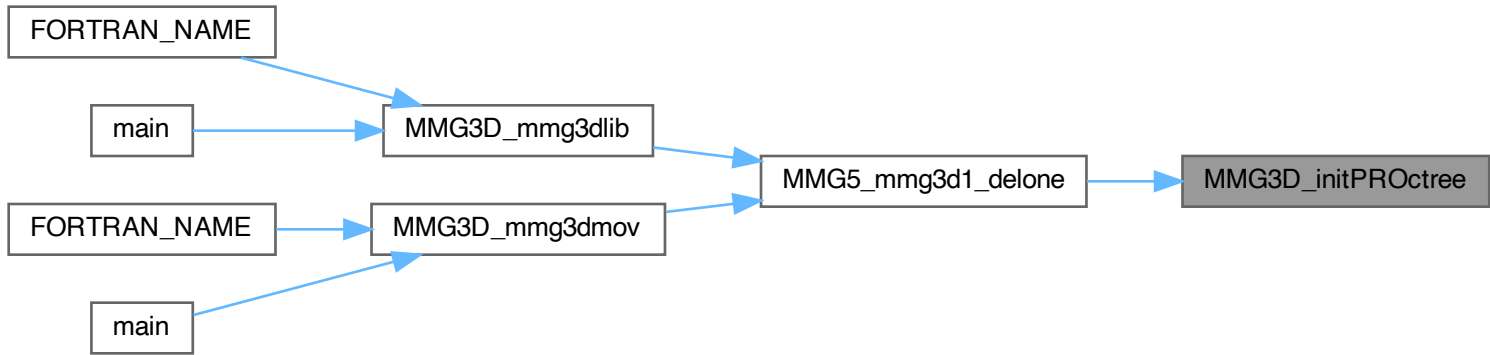 FORTRAN_NAME
main
MMG3D_mmg3dlib
MMG5_mmg3d1_delone
MMG3D_initPROctree
FORTRAN_NAME
MMG3D_mmg3dmov
main